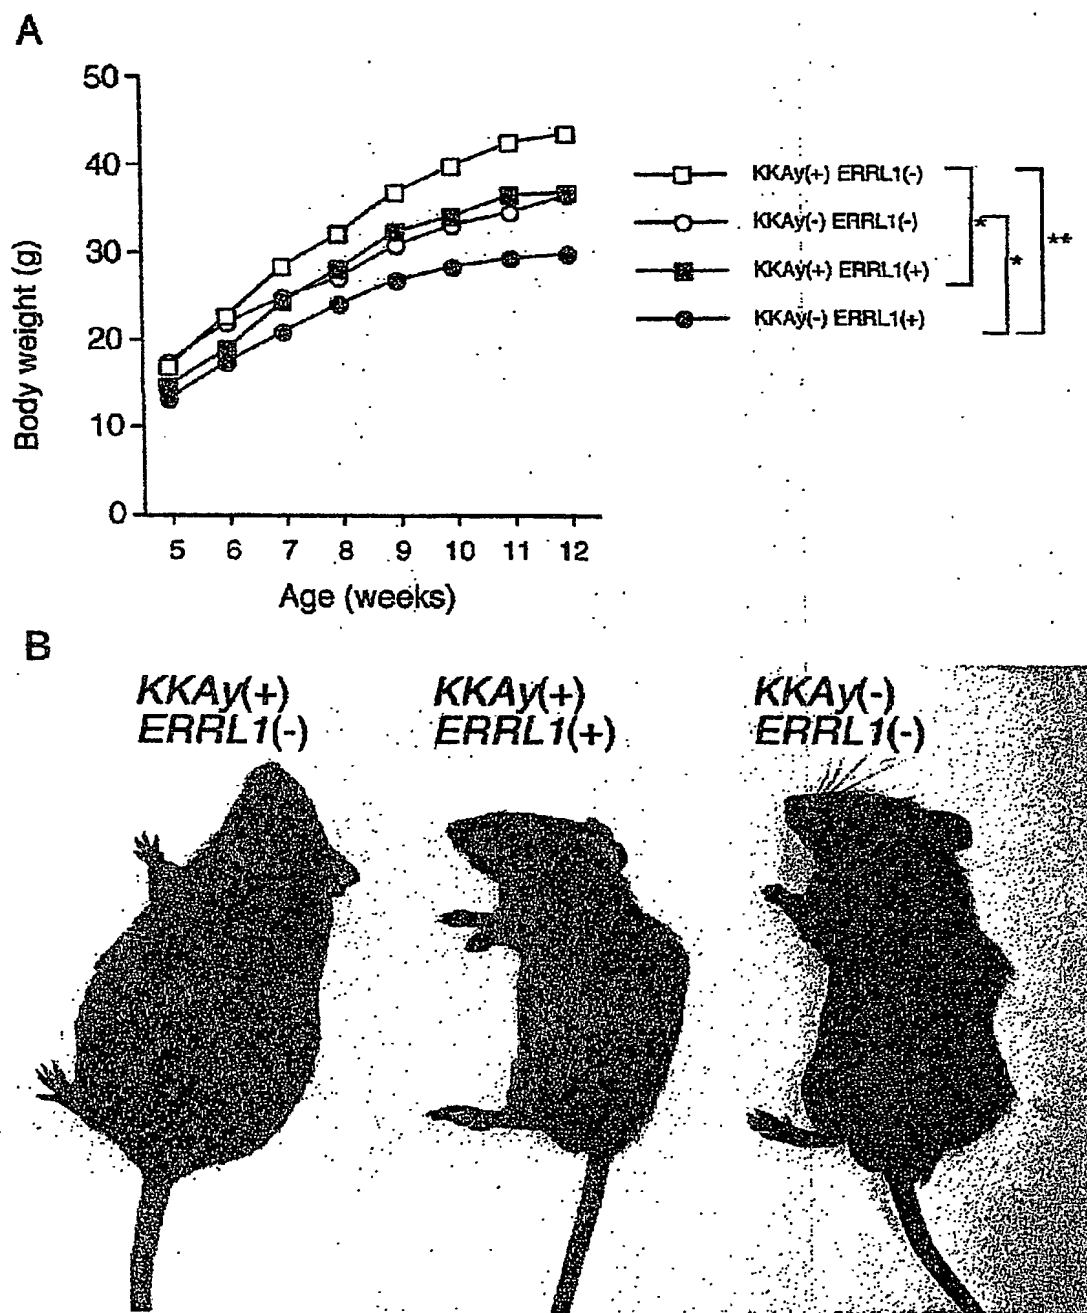 A
50
40
30
20
10
0
Body weight (g)
5 6 7 8 9 10 11 12
Age (weeks)
KKAy(+) ERRL1(-)
KKAy(-) ERRL1(-)
KKAy(+) ERRL1(+)
KKAy(-) ERRL1(+)
*
*
**
B
KKAy(+)
ERRL1(-)
KKAy(+)
ERRL1(+)
KKAy(-)
ERRL1(-)